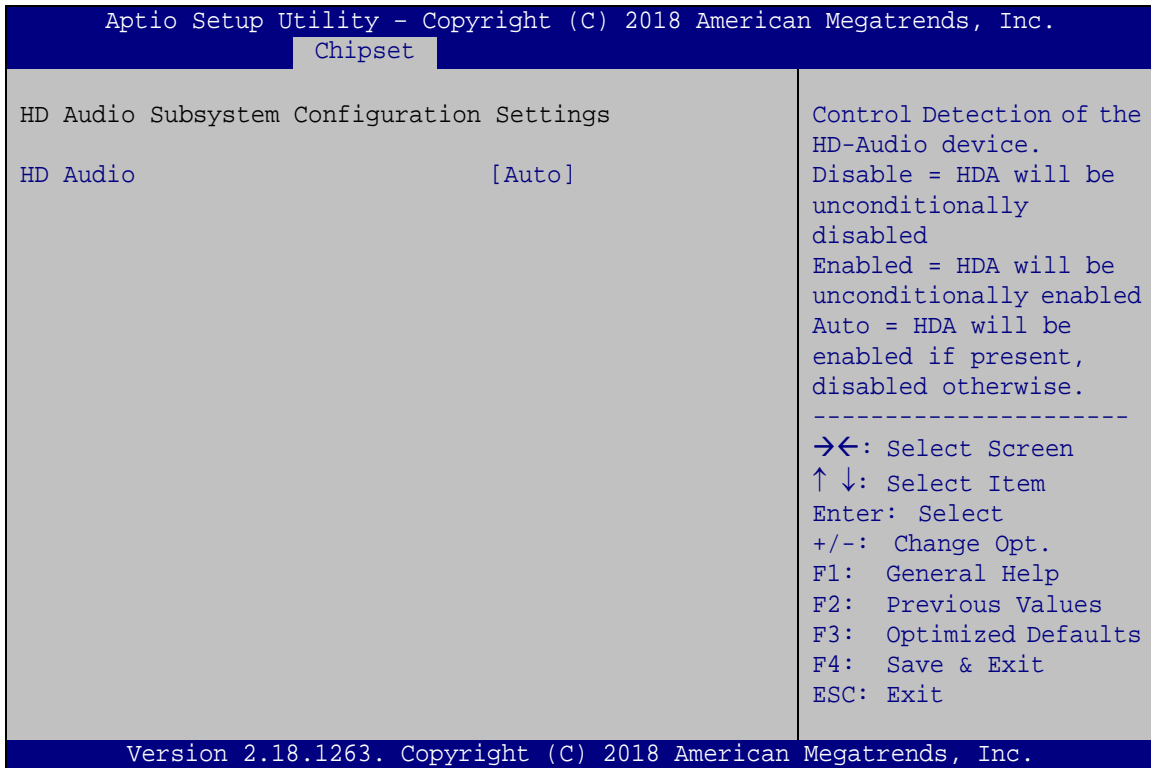 Aptio Setup Utility – Copyright (C) 2018 American Megatrends, Inc.
Chipset
HD Audio Subsystem Configuration Settings
HD Audio [Auto]
Control Detection of the
HD-Audio device.
Disable = HDA will be
unconditionally
disabled
Enabled = HDA will be
unconditionally enabled
Auto = HDA will be
enabled if present,
disabled otherwise.
----------------------
→←: Select Screen
↑ ↓: Select Item
Enter: Select
+/-: Change Opt.
F1: General Help
F2: Previous Values
F3: Optimized Defaults
F4: Save & Exit
ESC: Exit
Version 2.18.1263. Copyright (C) 2018 American Megatrends, Inc.